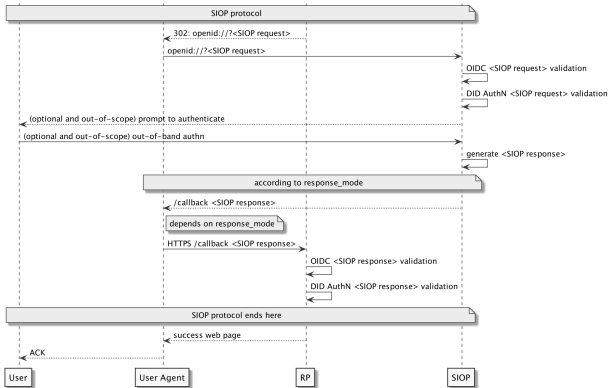 SIOP protocol
302: openid://?<SIOP request>
openid://?<SIOP request>
OIDC <SIOP request> validation
DID AuthN <SIOP request> validation
(optional and out-of-scope) prompt to authenticate
(optional and out-of-scope) out-of-band authn
generate <SIOP response>
according to response_mode
/callback <SIOP response>
depends on response_mode
HTTPS /callback <SIOP response>
OIDC <SIOP response> validation
DID AuthN <SIOP response> validation
SIOP protocol ends here
success web page
ACK
User
User Agent
RP
SIOP